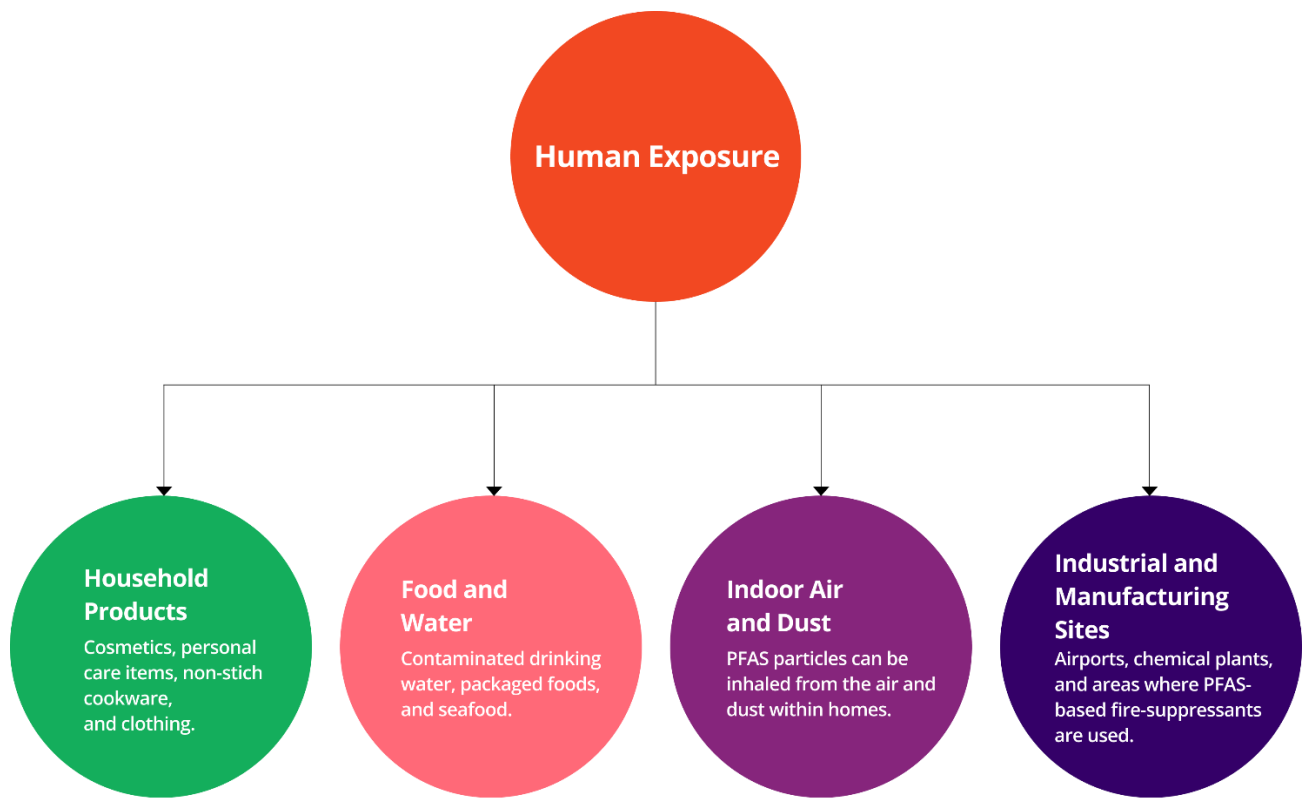 Human Exposure
Household
Products
Cosmetics, personal
care items, non-stich
cookware,
and clothing.
Food and
Water
Contaminated drinking
water, packaged foods,
and seafood.
Indoor Air
and Dust
PFAS particles can be
inhaled from the air and
dust within homes.
Industrial and
Manufacturing
Sites
Airports, chemical plants,
and areas where PFAS-
based fire-suppressants
are used.